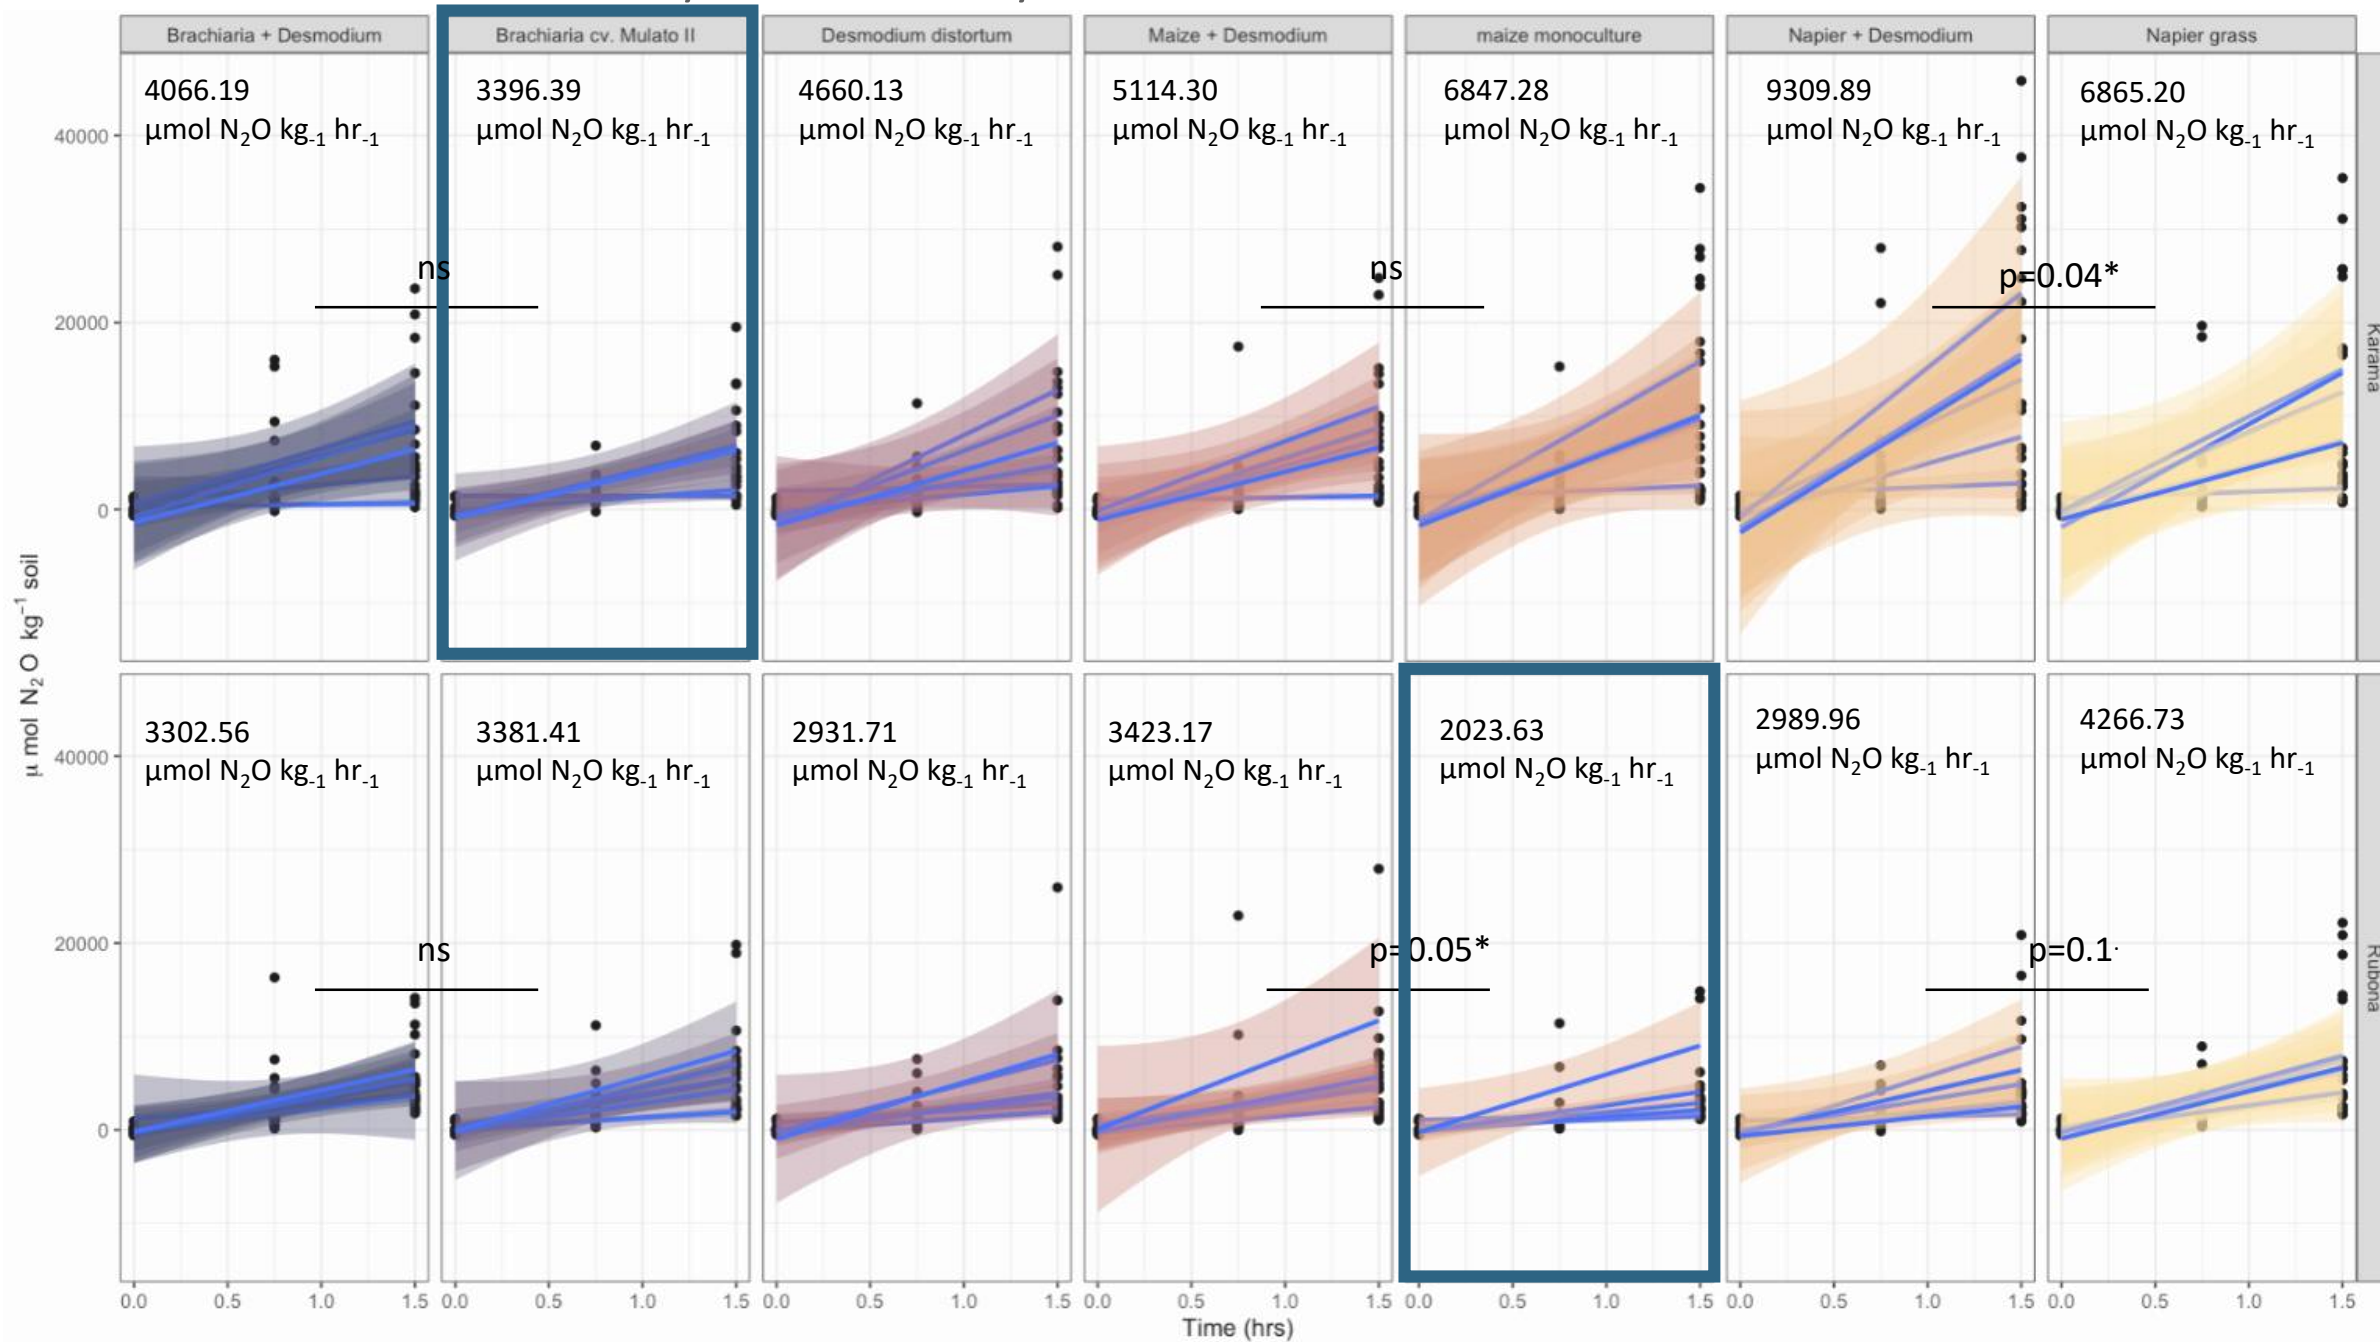 Brachiaria + Desmodium
Brachiaria cv. Mulato II
Desmodium distortum
Maize + Desmodium
maize monoculture
Napier + Desmodium
Napier grass
4066.19
μmol N₂O kg₋₁ hr₋₁
3396.39
μmol N₂O kg₋₁ hr₋₁
4660.13
μmol N₂O kg₋₁ hr₋₁
5114.30
μmol N₂O kg₋₁ hr₋₁
6847.28
μmol N₂O kg₋₁ hr₋₁
9309.89
μmol N₂O kg₋₁ hr₋₁
6865.20
μmol N₂O kg₋₁ hr₋₁
40000
20000
0
ns
ns
p=0.04*
Karama
μ mol N₂ O kg⁻¹ soil
3302.56
μmol N₂O kg₋₁ hr₋₁
3381.41
μmol N₂O kg₋₁ hr₋₁
2931.71
μmol N₂O kg₋₁ hr₋₁
3423.17
μmol N₂O kg₋₁ hr₋₁
2023.63
μmol N₂O kg₋₁ hr₋₁
2989.96
μmol N₂O kg₋₁ hr₋₁
4266.73
μmol N₂O kg₋₁ hr₋₁
40000
20000
0
ns
p=0.05*
p=0.1·
Rubona
0.0 0.5 1.0 1.5
0.0 0.5 1.0 1.5
0.0 0.5 1.0 1.5
0.0 0.5 1.0 1.5
0.0 0.5 1.0 1.5
0.0 0.5 1.0 1.5
0.0 0.5 1.0 1.5
Time (hrs)